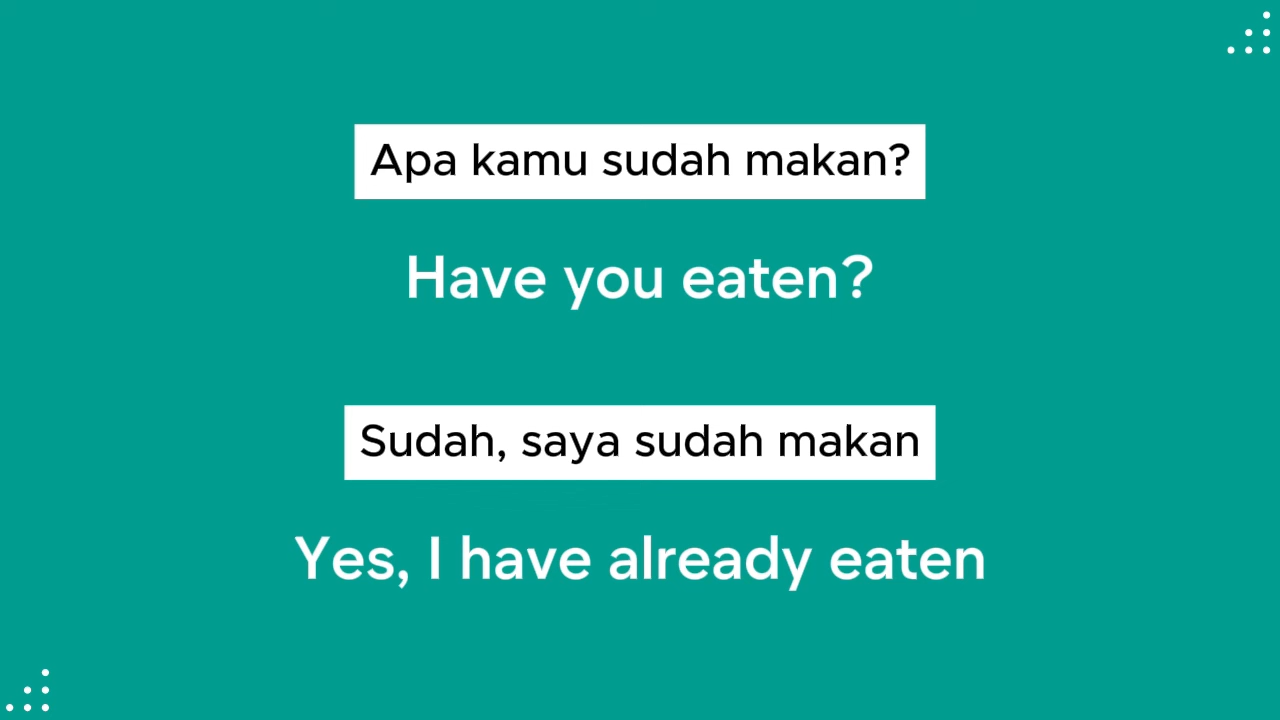 Apa kamu sudah makan?
Have you eaten?
Sudah, saya sudah makan
Yes, I have already eaten